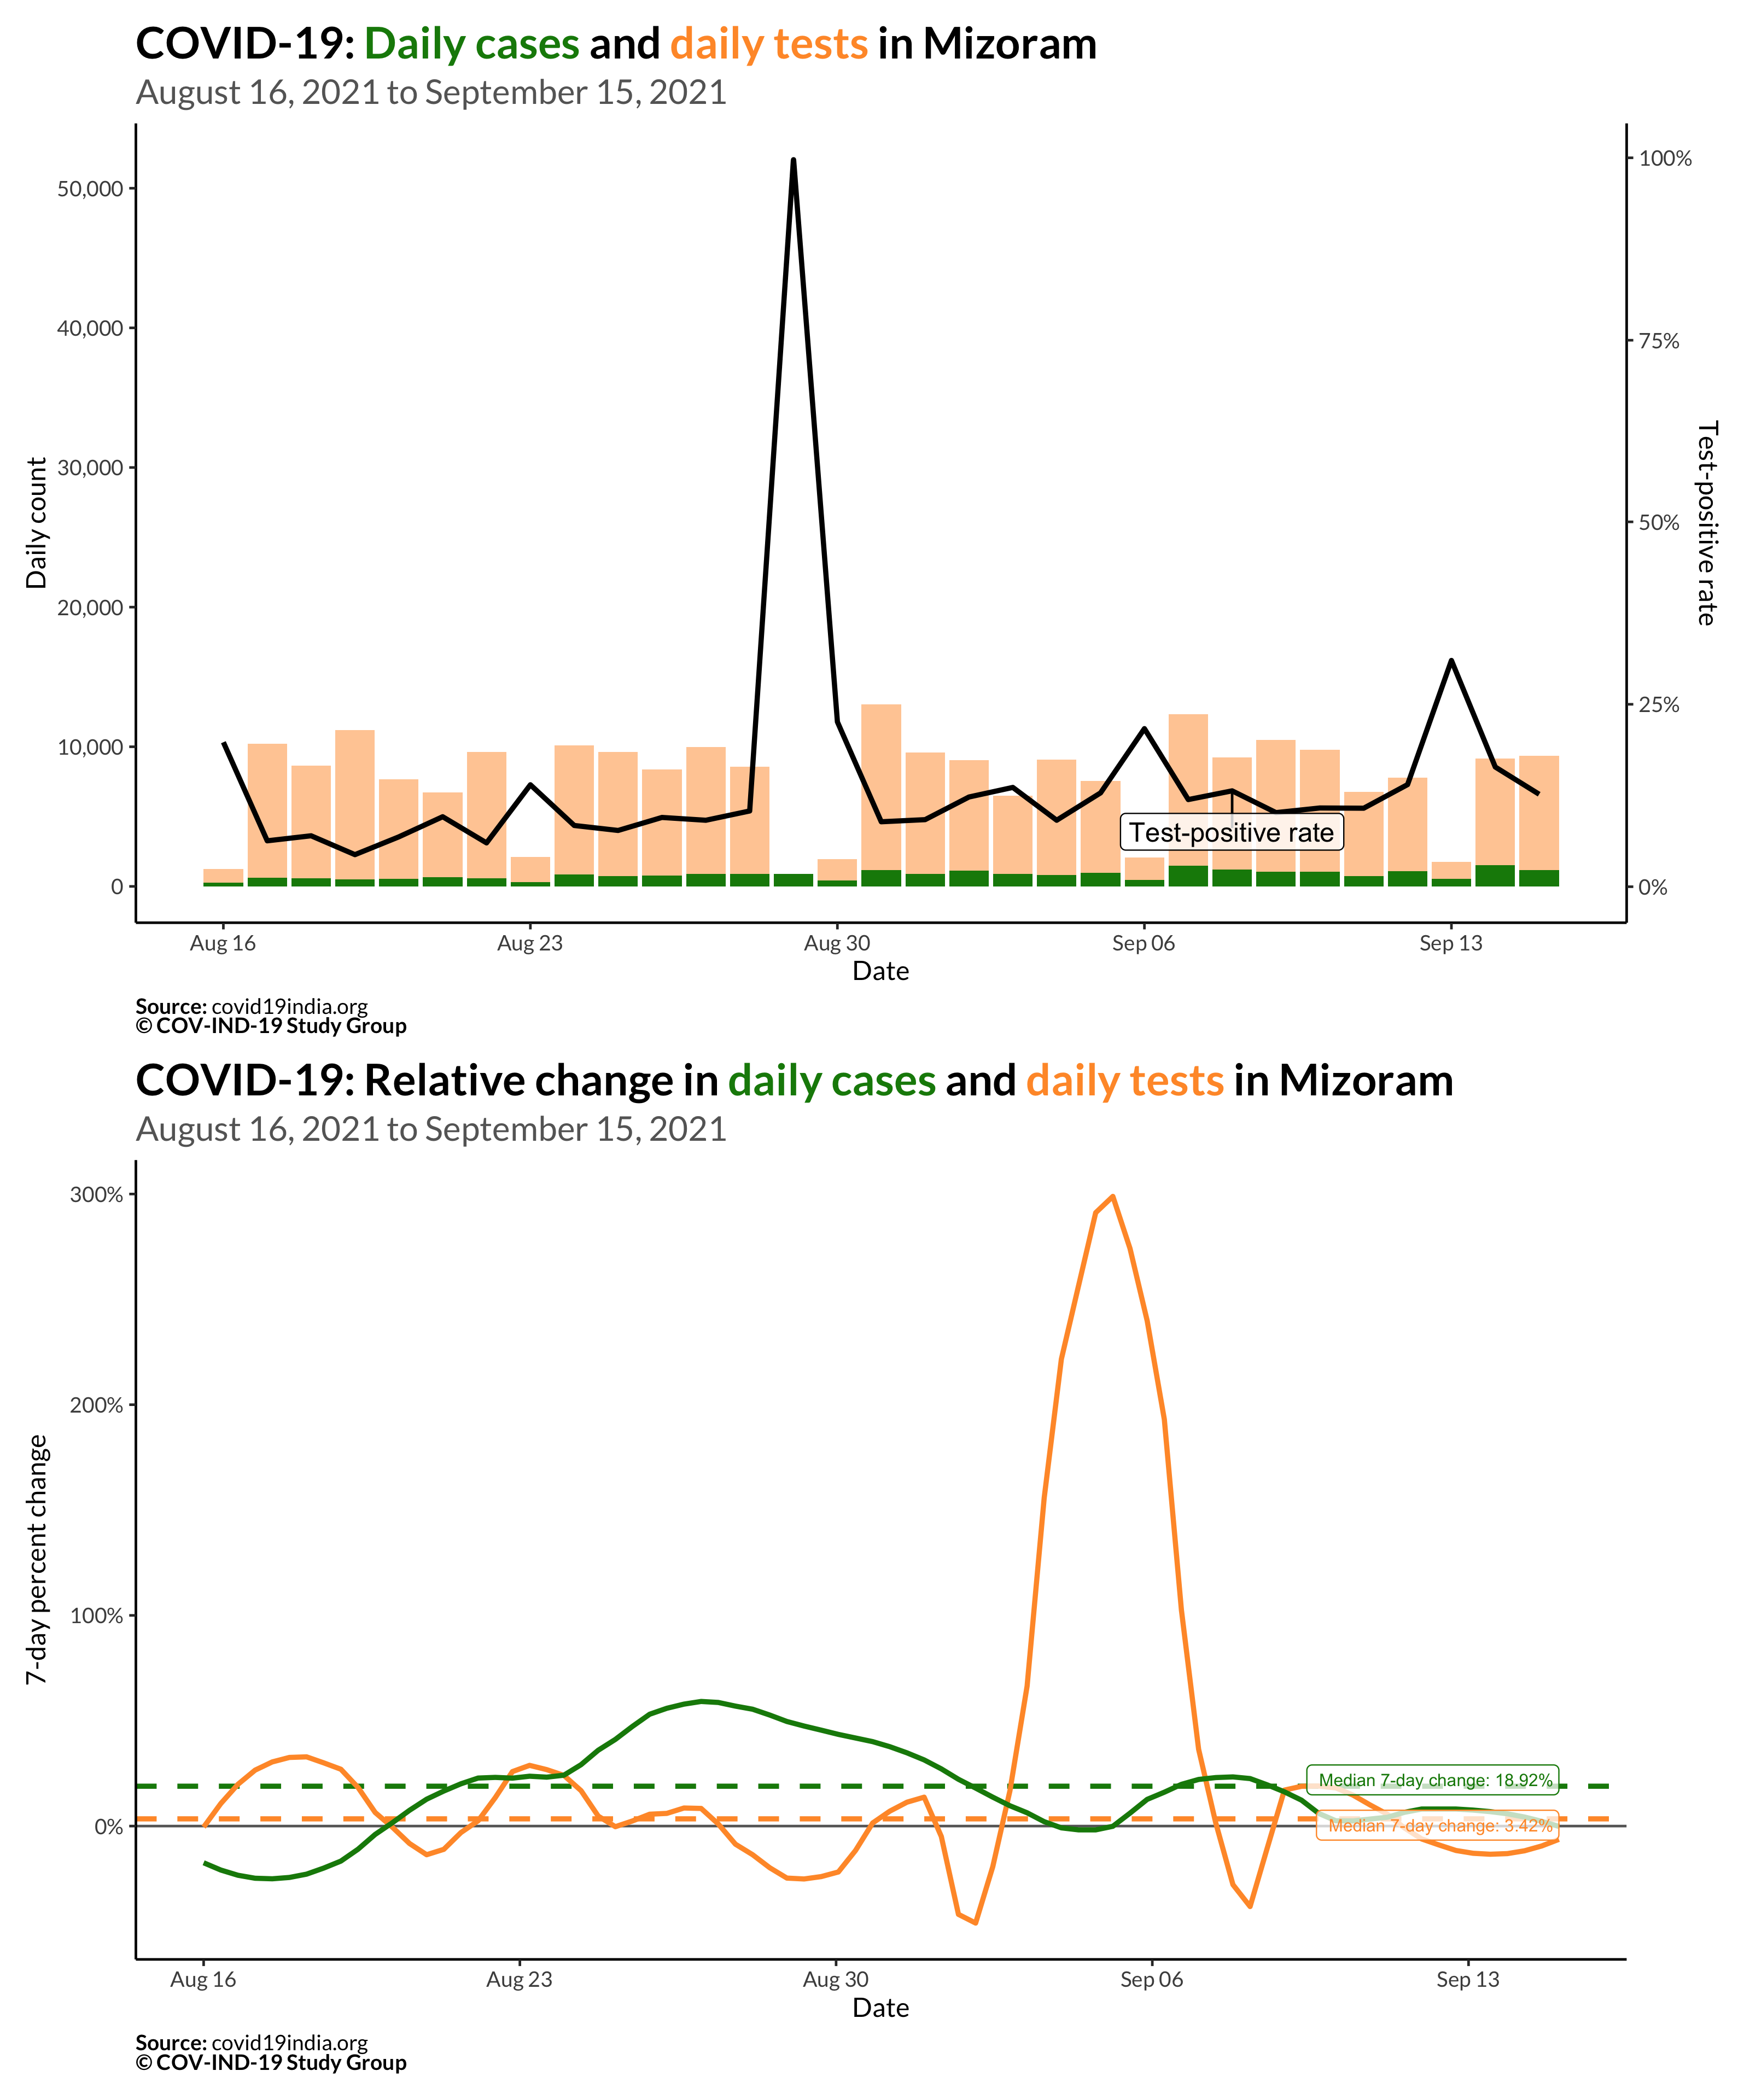 COVID-19: Daily cases and daily tests in Mizoram
August 16, 2021 to September 15, 2021
50,000
40,000
30,000
20,000
10,000
0
Daily count
100%
75%
50%
25%
0%
Test-positive rate
Test-positive rate
Aug 16
Aug 23
Aug 30
Sep 06
Sep 13
Date
Source: covid19india.org
© COV-IND-19 Study Group
COVID-19: Relative change in daily cases and daily tests in Mizoram
August 16, 2021 to September 15, 2021
300%
200%
100%
0%
7-day percent change
Median 7-day change: 18.92%
Median 7-day change: 3.42%
Aug 16
Aug 23
Aug 30
Sep 06
Sep 13
Date
Source: covid19india.org
© COV-IND-19 Study Group